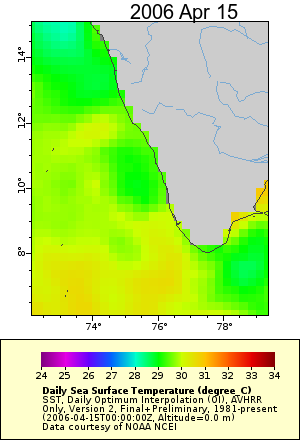 2006 Apr 15
14°
12°
10°
8°
74°
76°
78°
24 25 26 27 28 29 30 31 32 33 34
Daily Sea Surface Temperature (degree_C)
SST, Daily Optimum Interpolation (OI), AVHRR
Only, Version 2, Final+Preliminary, 1981-present
(2006-04-15T00:00:00Z, Altitude=0.0 m)
Data courtesy of NOAA NCEI